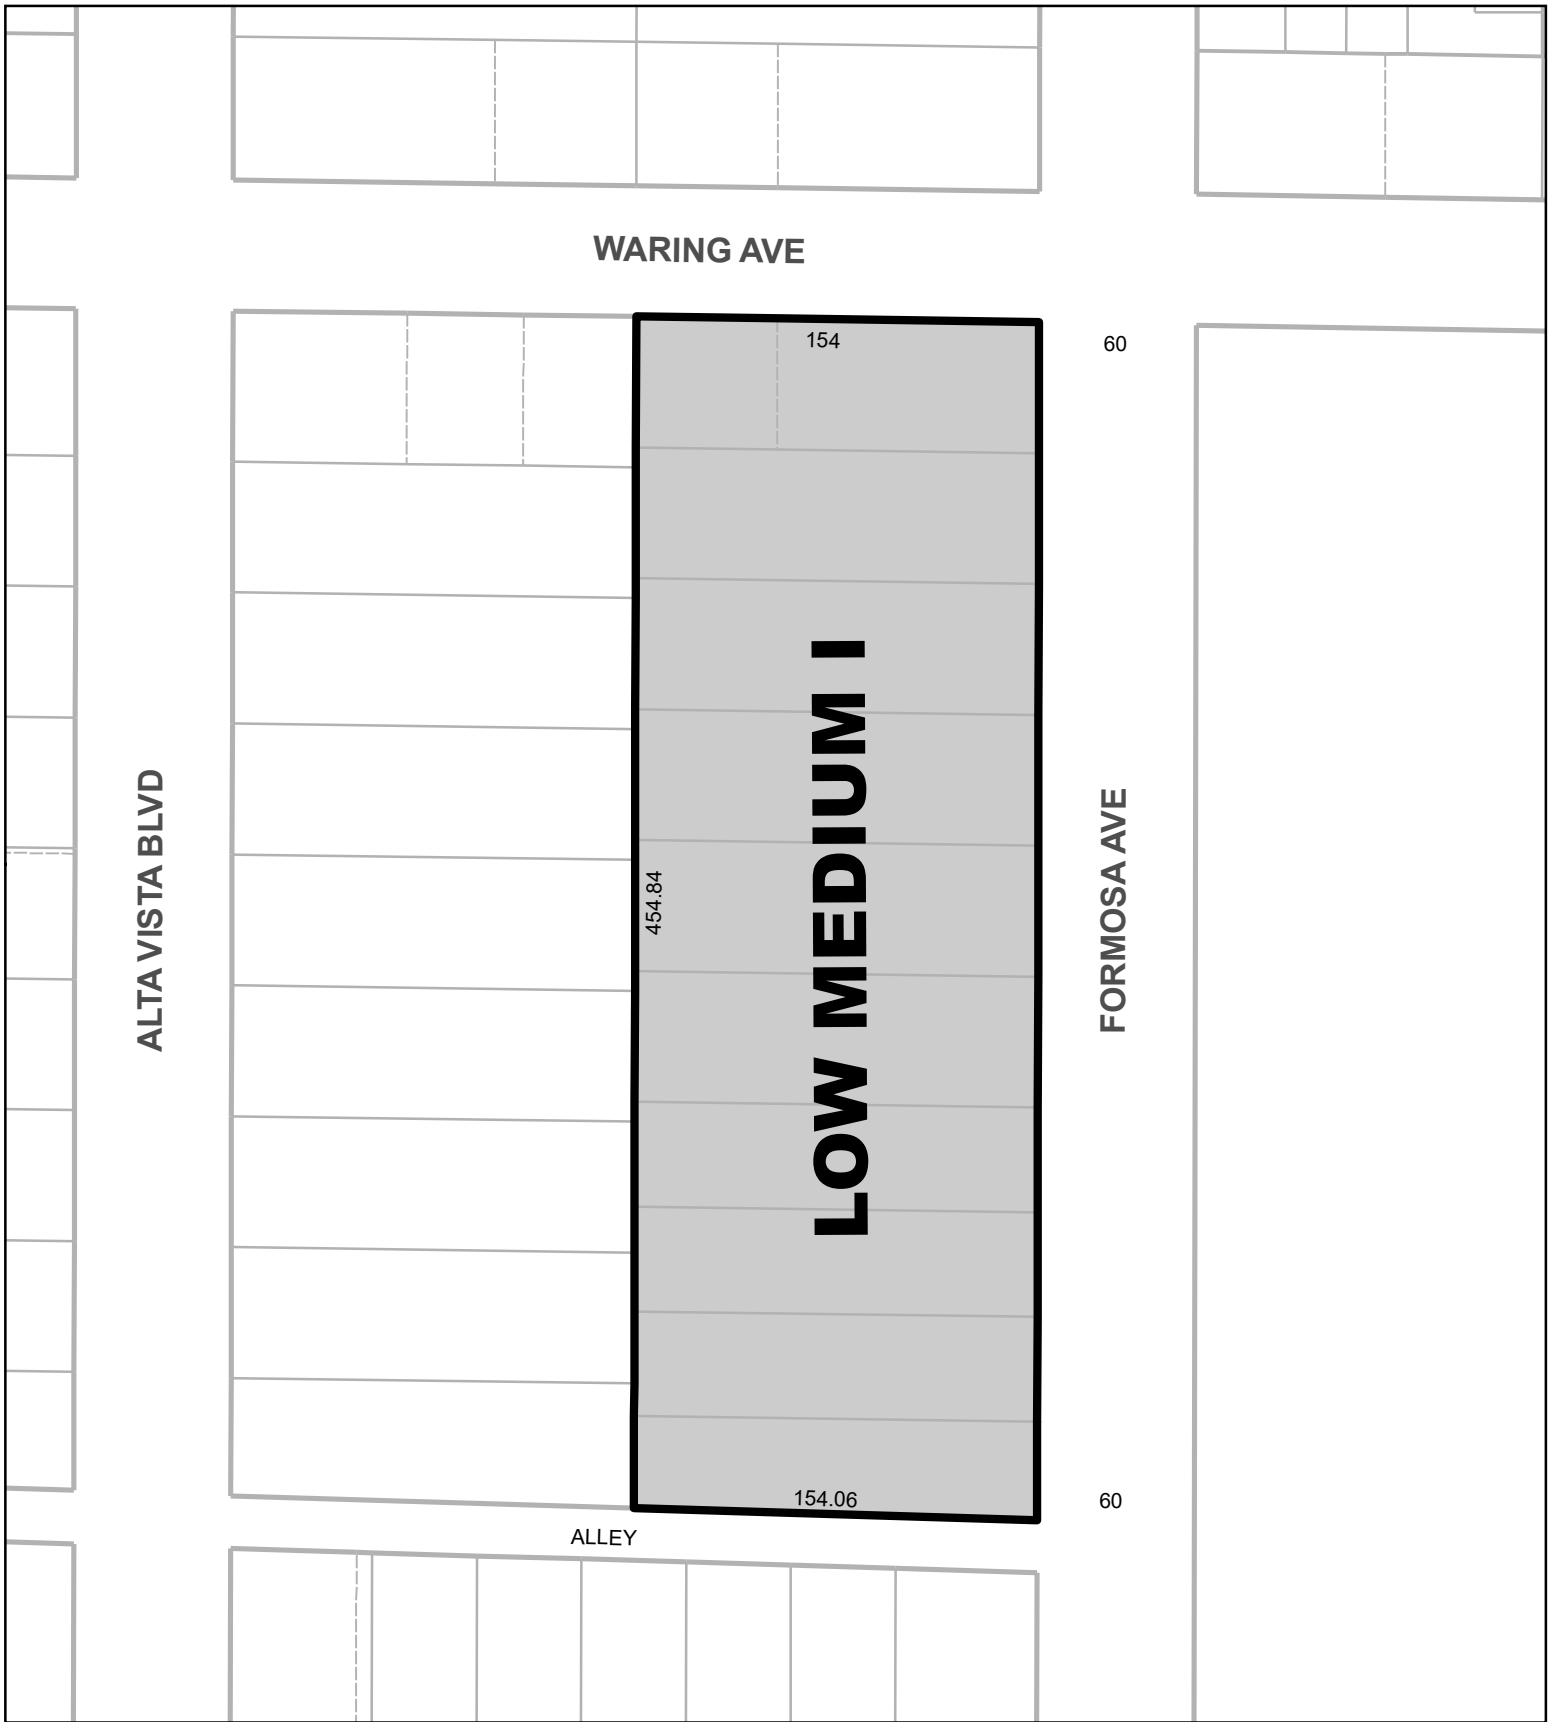 WARING AVE
154
60
LOW MEDIUM I
ALTA VISTA BLVD
454.84
FORMOSA AVE
154.06
60
ALLEY